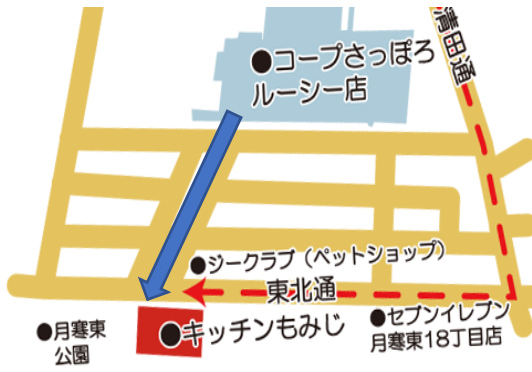 清田通
●コープさっぽろ
ルーシー店
●ジークラブ（ペットショップ）
東北通
●月寒東
公園
●キッチンもみじ
●セブンイレブン
月寒東18丁目店